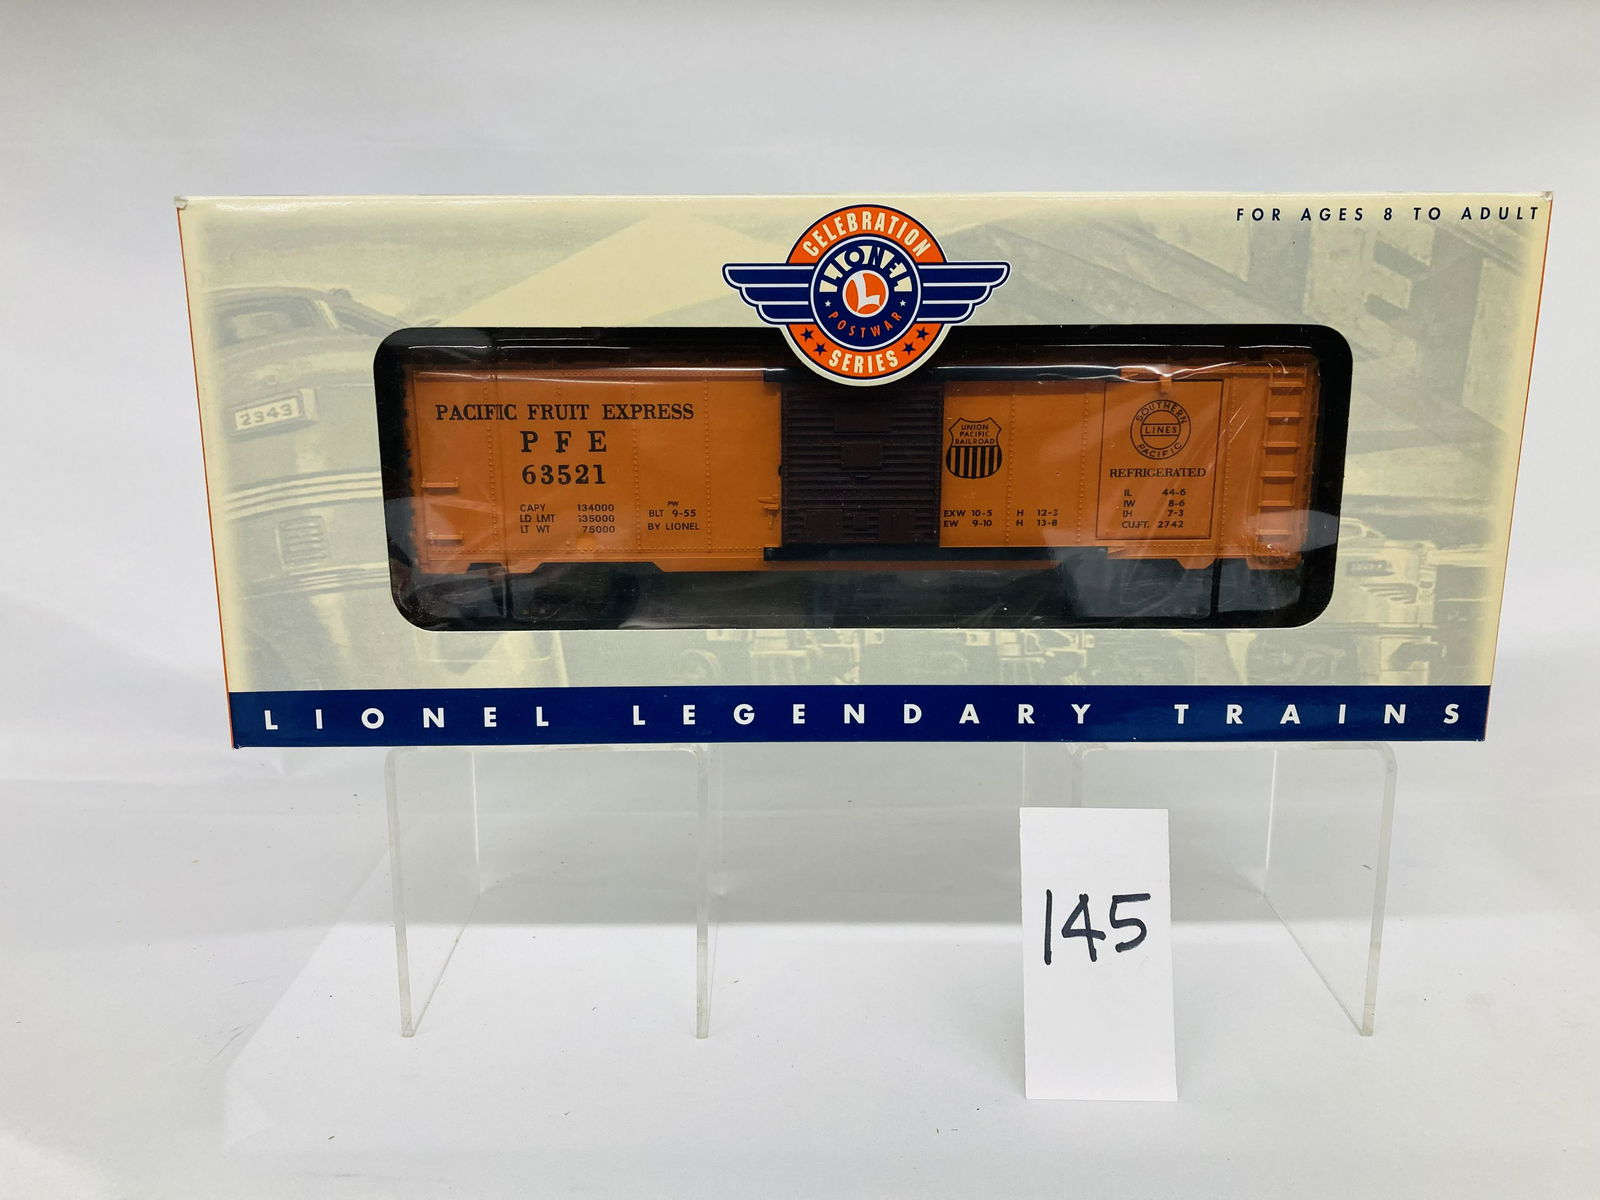 FOR AGES 8 TO ADULT
CELEBRATION
LIONEL
L
POSTWAR
SERIES
2343
PACIFIC FRUIT EXPRESS
PFE
63521
CAPY 134000
LD LMT 135000
LT WT 75000
PW
BLT 9-55
BY LIONEL
UNION
PACIFIC
RAILROAD
EXW 10-5 H 12-3
EW 9-10 H 13-8
SOUTHERN
LINES
PACIFIC
REFRIGERATED
IL 44-6
IW 8-6
IH 7-3
CU.FT. 2742
LIONEL LEGENDARY TRAINS
145